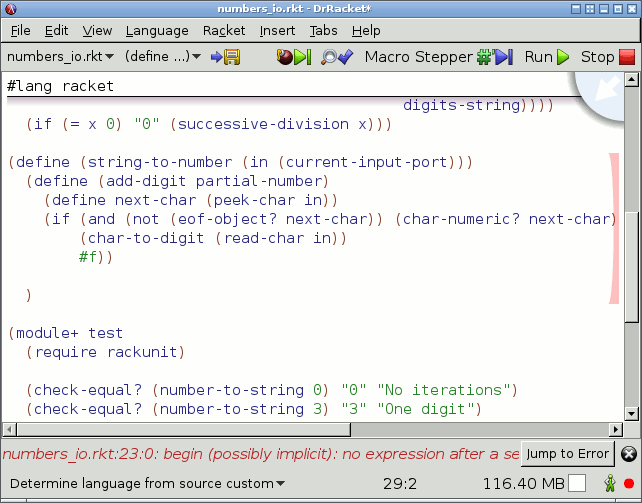 numbers_io.rkt - DrRacket*
File Edit View Language Racket Insert Tabs Help
numbers_io.rkt (define ...) Macro Stepper Run Stop
#lang racket
digits-string))))
(if (= x 0) "0" (successive-division x)))
(define (string-to-number (in (current-input-port)))
(define (add-digit partial-number)
(define next-char (peek-char in))
(if (and (not (eof-object? next-char)) (char-numeric? next-char)
(char-to-digit (read-char in))
#f))
)
(module+ test
(require rackunit)
(check-equal? (number-to-string 0) "0" "No iterations")
(check-equal? (number-to-string 3) "3" "One digit")
numbers_io.rkt:23:0: begin (possibly implicit): no expression after a se Jump to Error
Determine language from source custom 29:2 116.40 MB